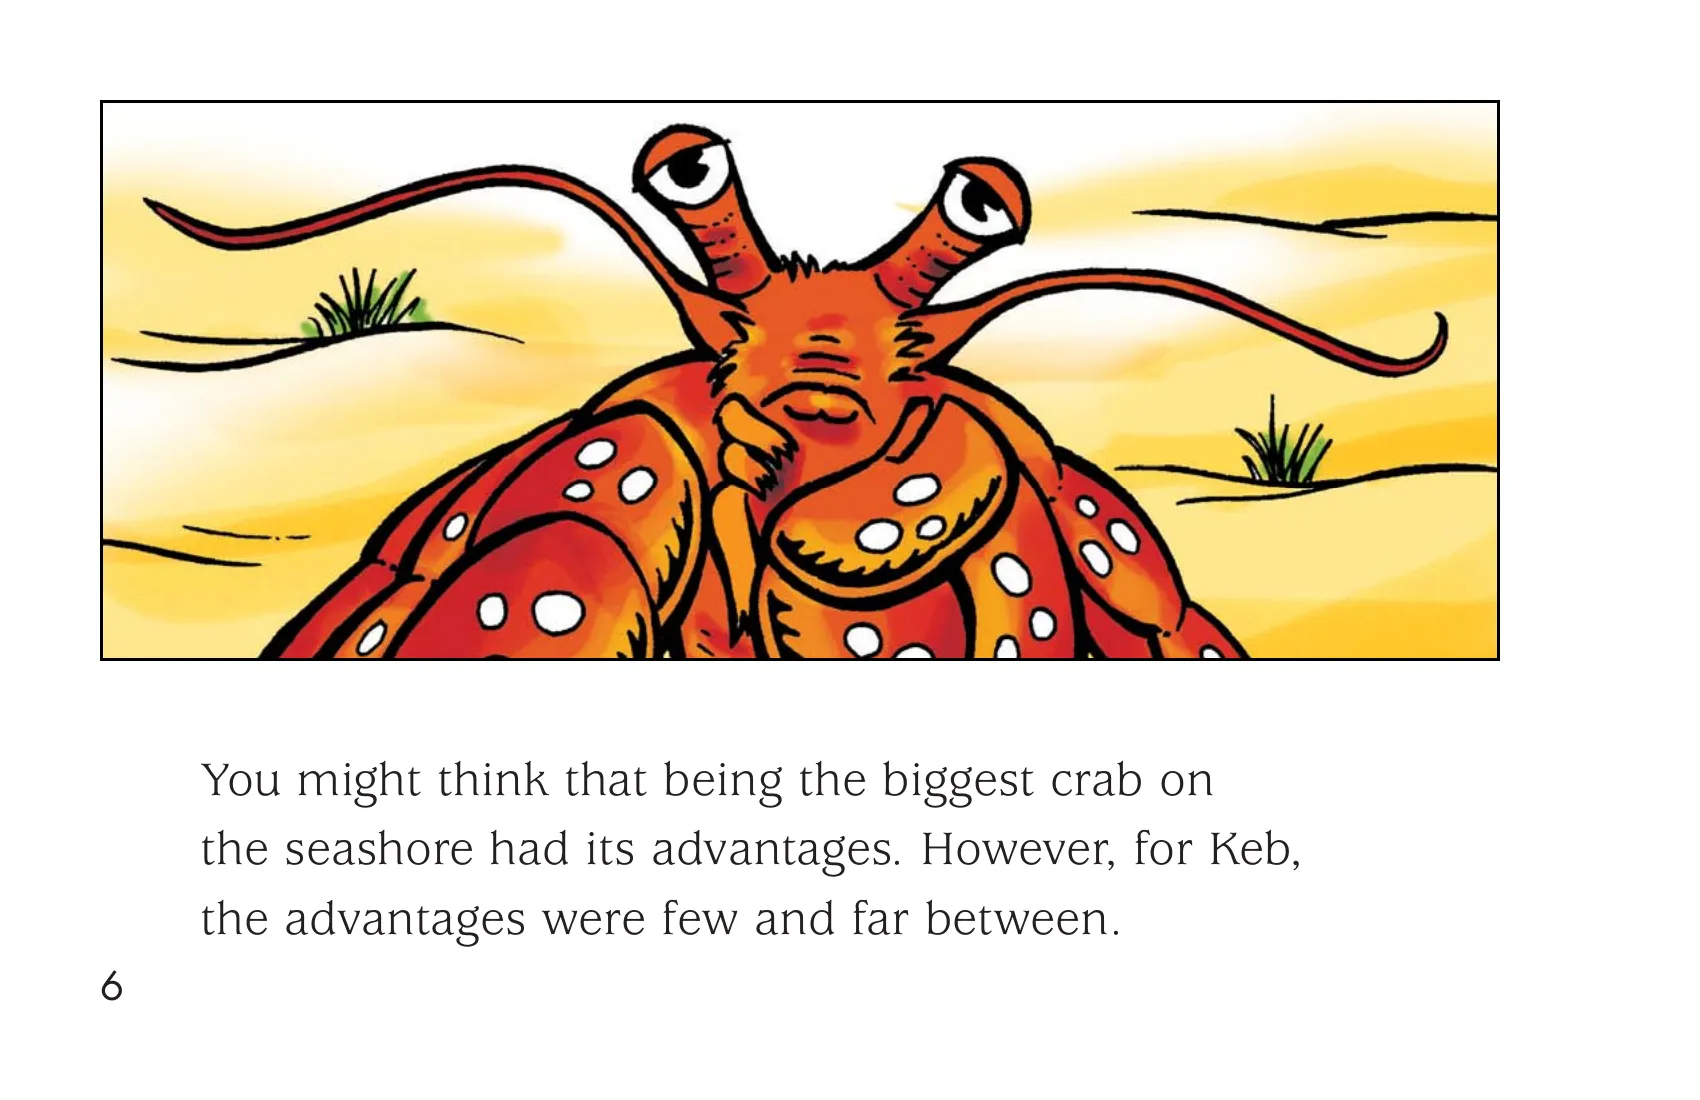 You might think that being the biggest crab on
the seashore had its advantages. However, for Keb,
the advantages were few and far between.
6